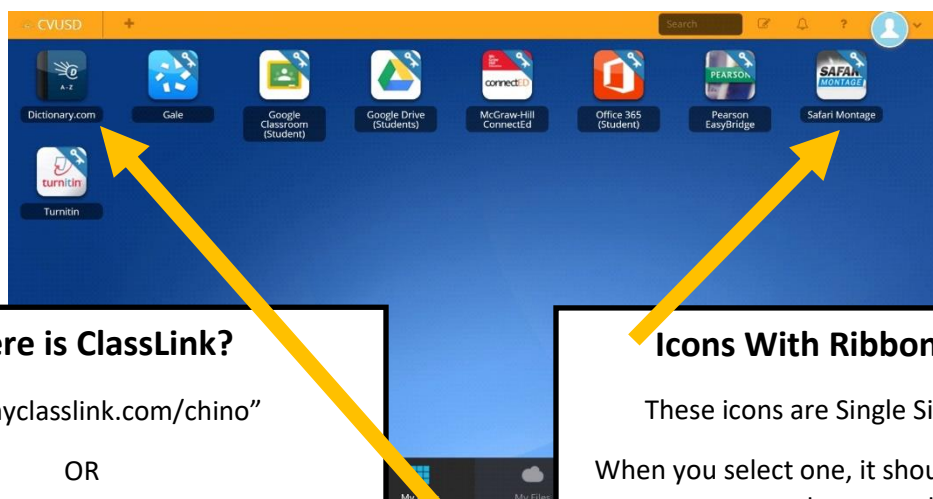 CVUSD + Search ?
A-Z
connectED
PEARSON
SAFARI
MONTAGE
Dictionary.com
Gale
Google
Classroom
(Student)
Google Drive
(Students)
McGraw-Hill
ConnectEd
Office 365
(Student)
Pearson
EasyBridge
Safari Montage
turnitin
Turnitin
ere is ClassLink?
yclasslink.com/chino”
OR
My
My Files
Icons With Ribbon
These icons are Single Si
When you select one, it shou